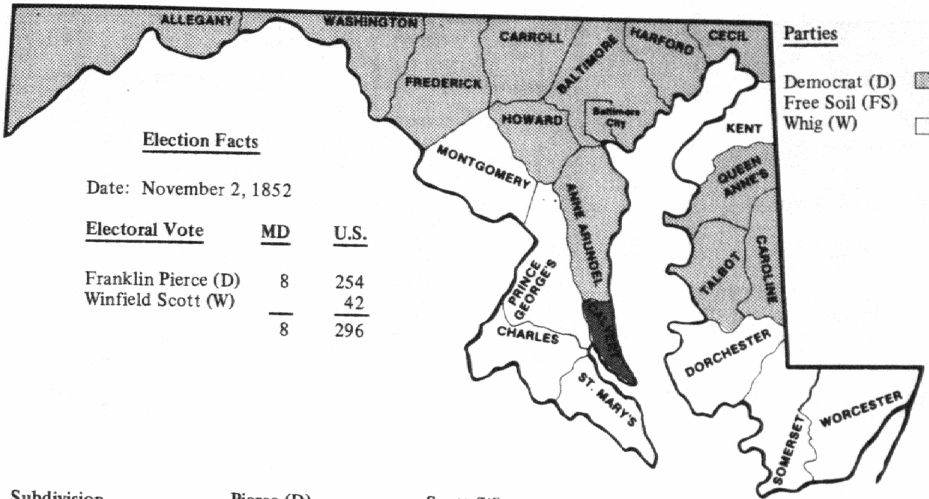 ALLEGANY
WASHINGTON
FREDERICK
CARROLL
BALTIMORE
HARFORD
CECIL
HOWARD
Baltimore
City
MONTGOMERY
KENT
QUEEN
ANNE'S
ANNE ARUNDEL
PRINCE
GEORGE'S
TALBOT
CAROLINE
CHARLES
ST. MARY'S
DORCHESTER
SOMERSET
WORCESTER
Parties
Democrat (D)
Free Soil (FS)
Whig (W)
Election Facts
Date: November 2, 1852
Electoral Vote MD U.S.
Franklin Pierce (D) 8 254
Winfield Scott (W) 42
8 296
Subdivision Pierce (D)